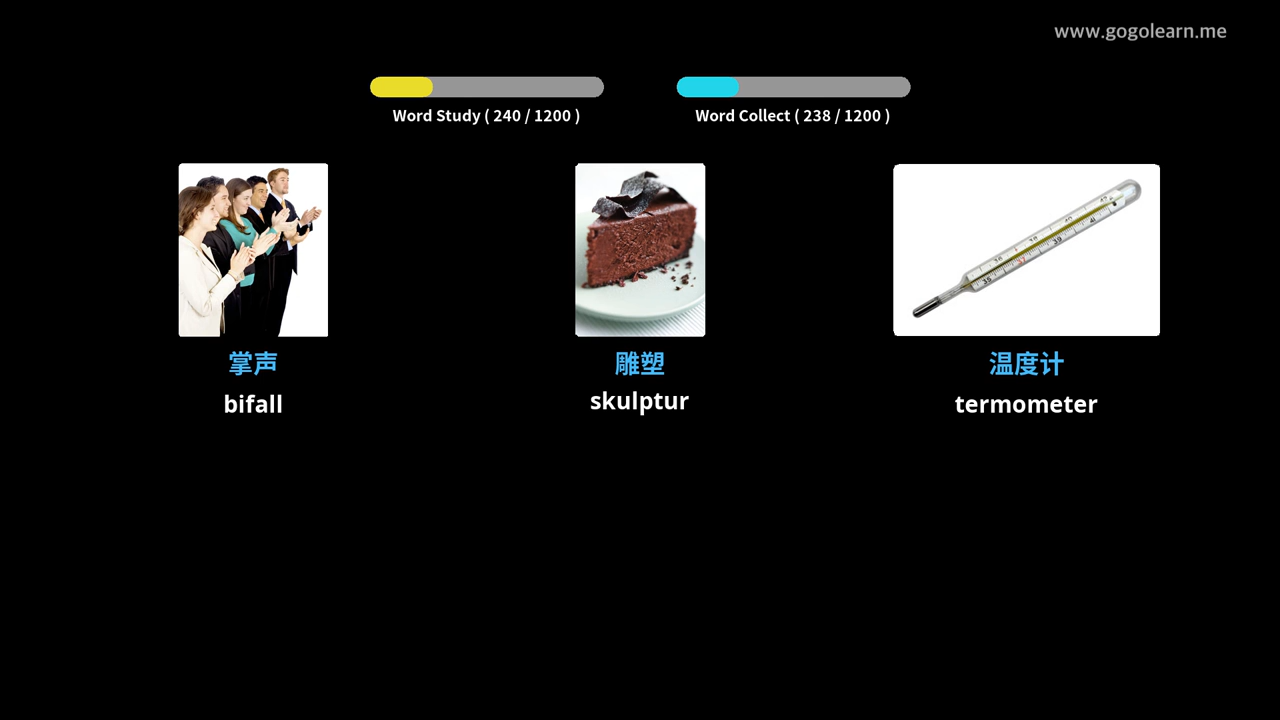 www.gogolearn.me
Word Study ( 240 / 1200 )
Word Collect ( 238 / 1200 )
掌声
雕塑
温度计
bifall
skulptur
termometer